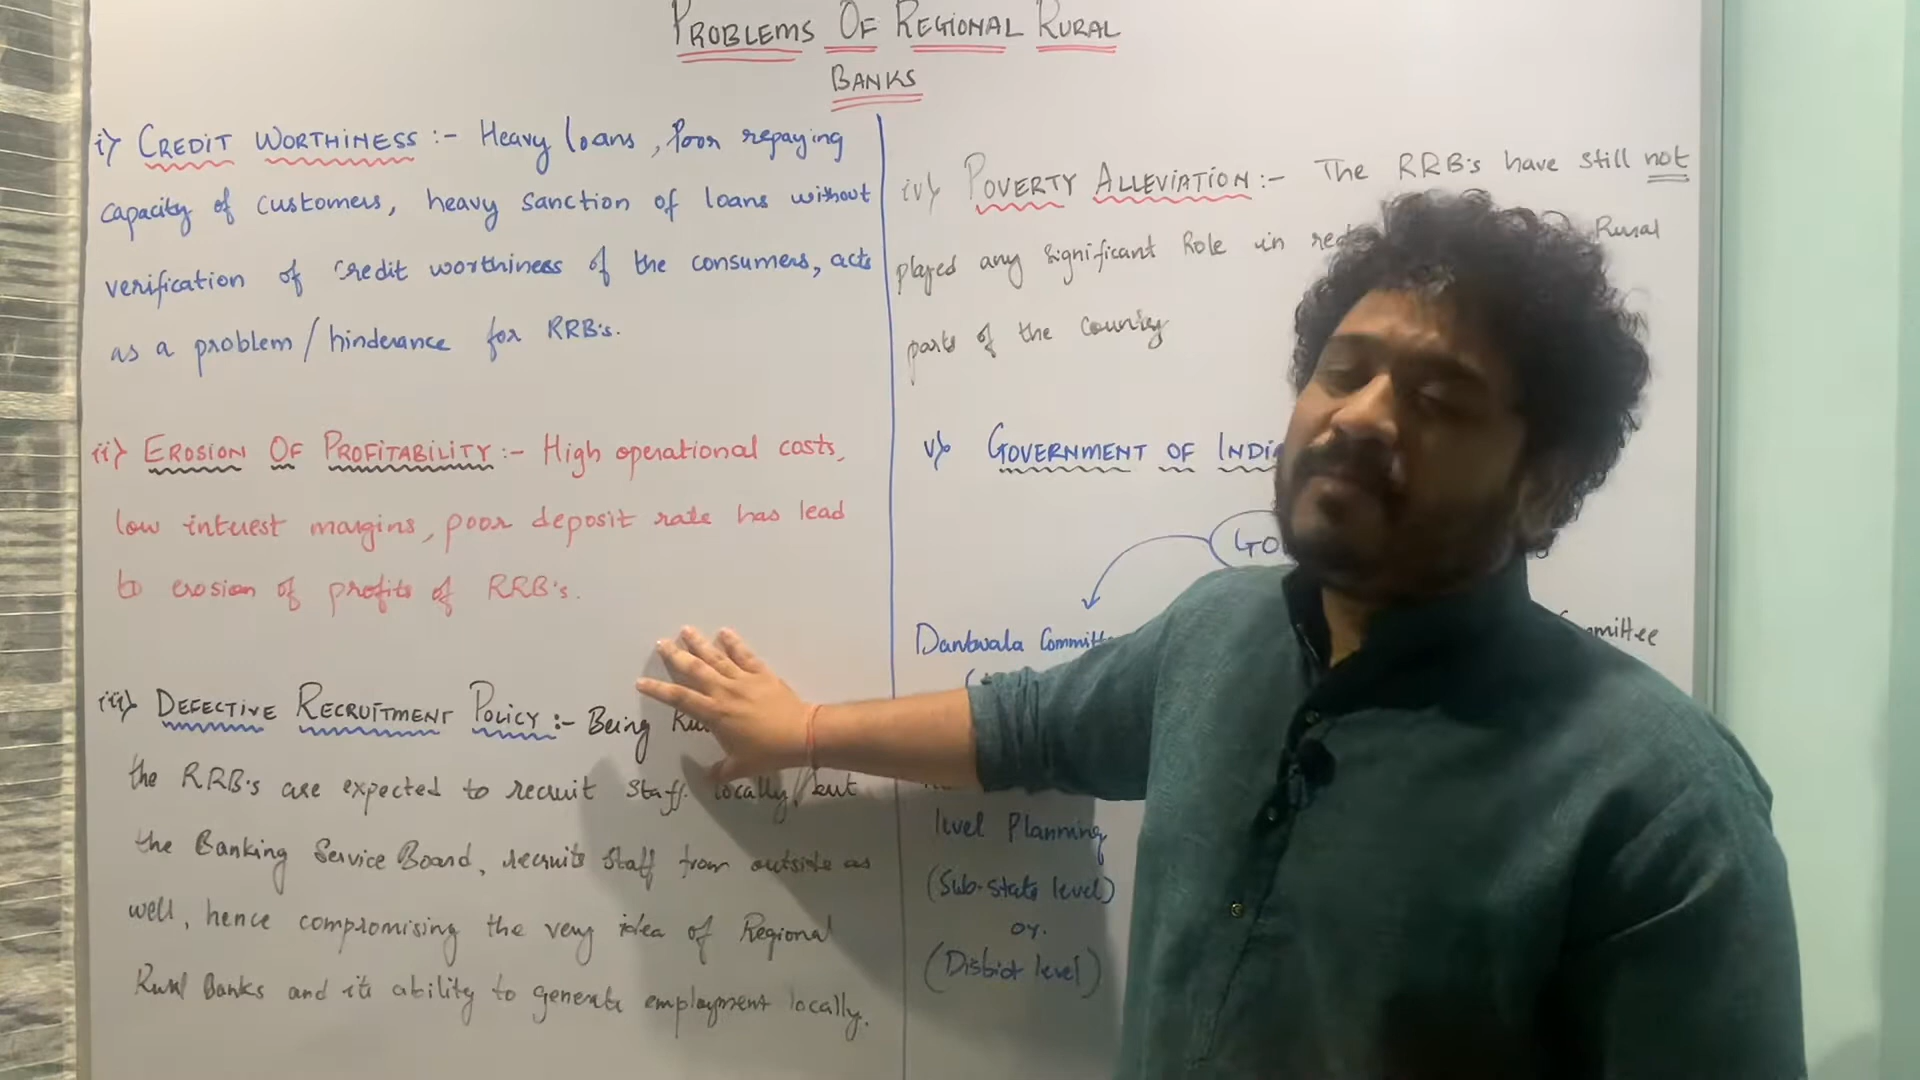 PROBLEMS OF REGIONAL RURAL
BANKS
i) CREDIT WORTHINESS :- Heavy loans, Poor repaying
capacity of customers, heavy sanction of loans without
verification of credit worthiness of the consumers, acts
as a problem / hinderance for RRB's.
ii) EROSION OF PROFITABILITY :- High operational costs,
low interest margins, poor deposit rate has lead
to erosion of profits of RRB's.
iii) DEFECTIVE RECRUITMENT POLICY :- Being
the RRB's are expected to recruit staff locally, but
the Banking Service Board, recruits staff from outside as
well, hence compromising the very idea of Regional
Rural Banks and its ability to generate employment locally.
iv) POVERTY ALLEVIATION :- The RRB's have still not
played any significant Role in Rural
parts of the country
v) GOVERNMENT OF
Dantwala
level Planning
(Sub-state level)
or.
(District level)